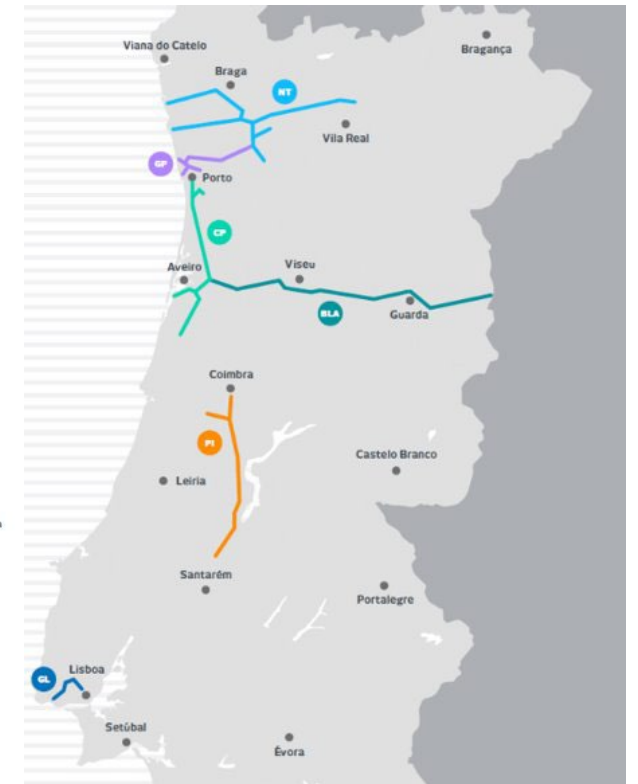 Viana do Catelo
Bragança
Braga
NT
Vila Real
GP
Porto
CP
Aveiro
Viseu
BLA
Guarda
Coimbra
PI
Castelo Branco
Leiria
Santarém
Portalegre
GL
Lisboa
Setúbal
Évora